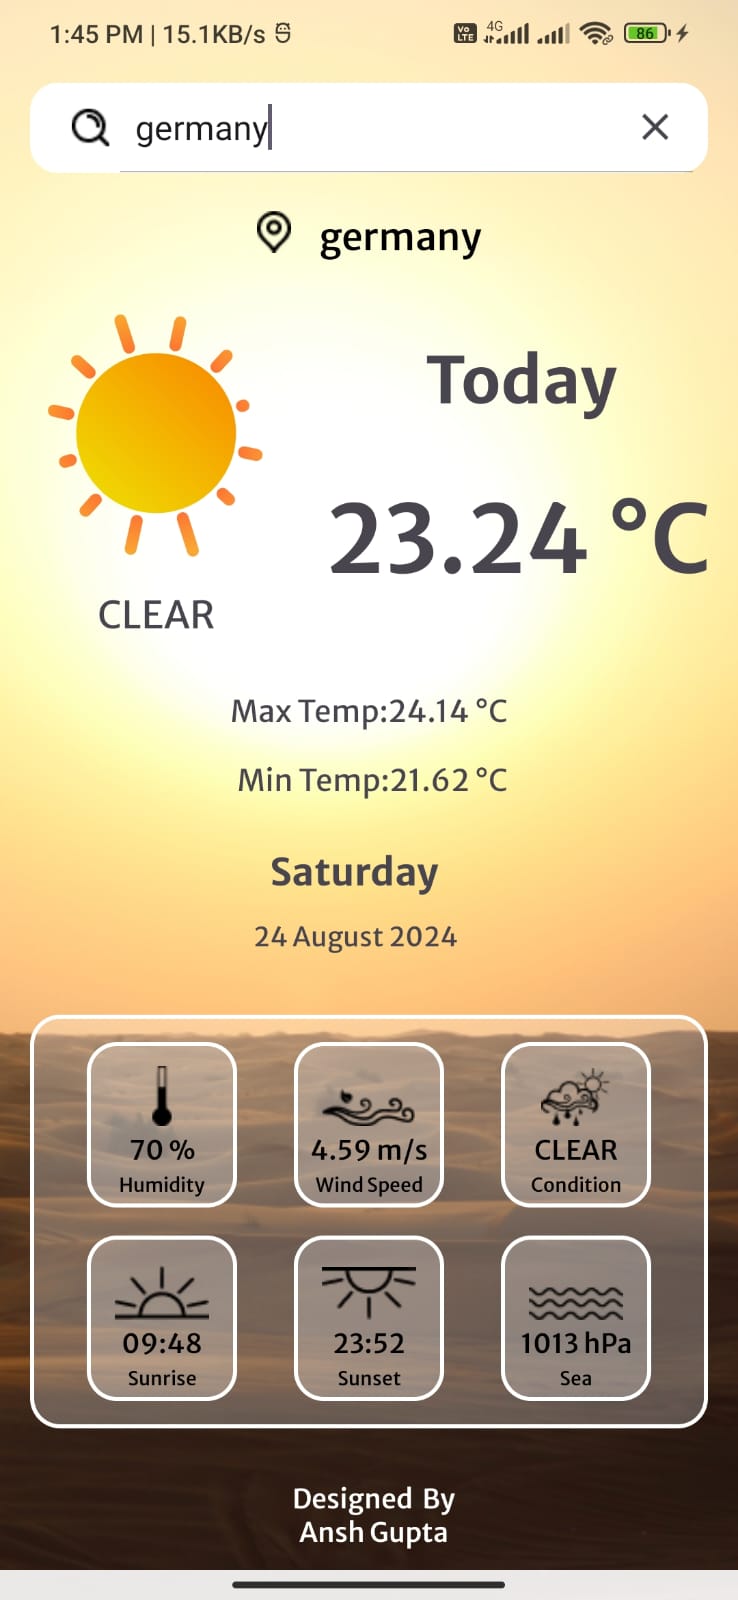 1:45 PM | 15.1KB/s
Vo LTE 4G 86
germany
germany
Today
23.24 °C
CLEAR
Max Temp:24.14 °C
Min Temp:21.62 °C
Saturday
24 August 2024
70 % 4.59 m/s CLEAR
Humidity Wind Speed Condition
09:48 23:52 1013 hPa
Sunrise Sunset Sea
Designed By
Ansh Gupta